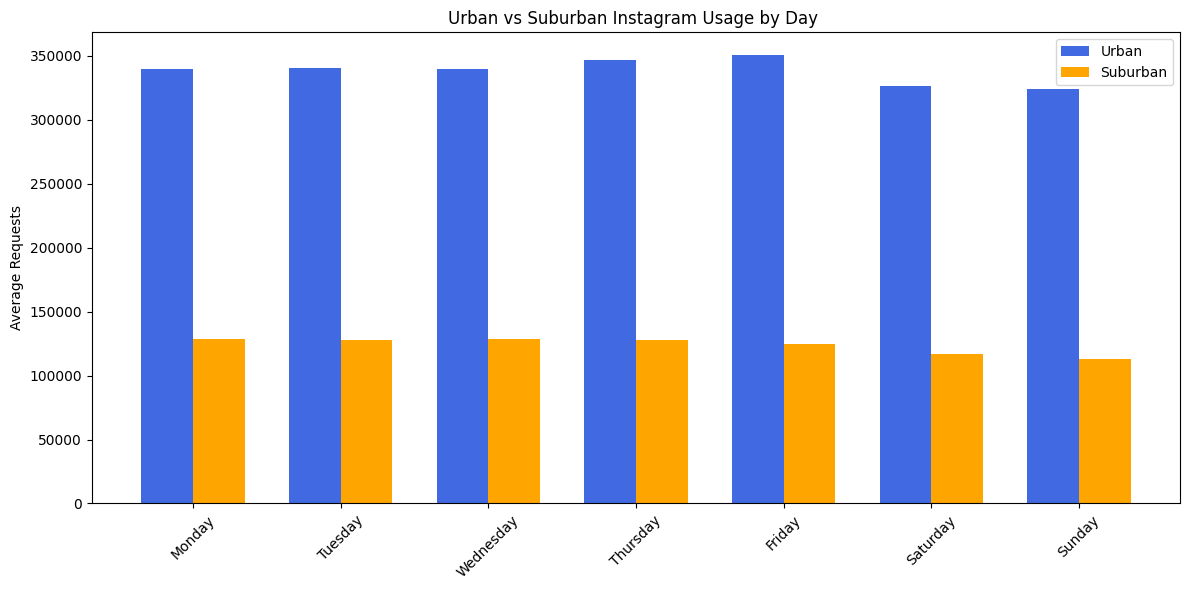 Urban vs Suburban Instagram Usage by Day
Urban
Suburban
Average Requests
350000
300000
250000
200000
150000
100000
50000
0
Monday
Tuesday
Wednesday
Thursday
Friday
Saturday
Sunday